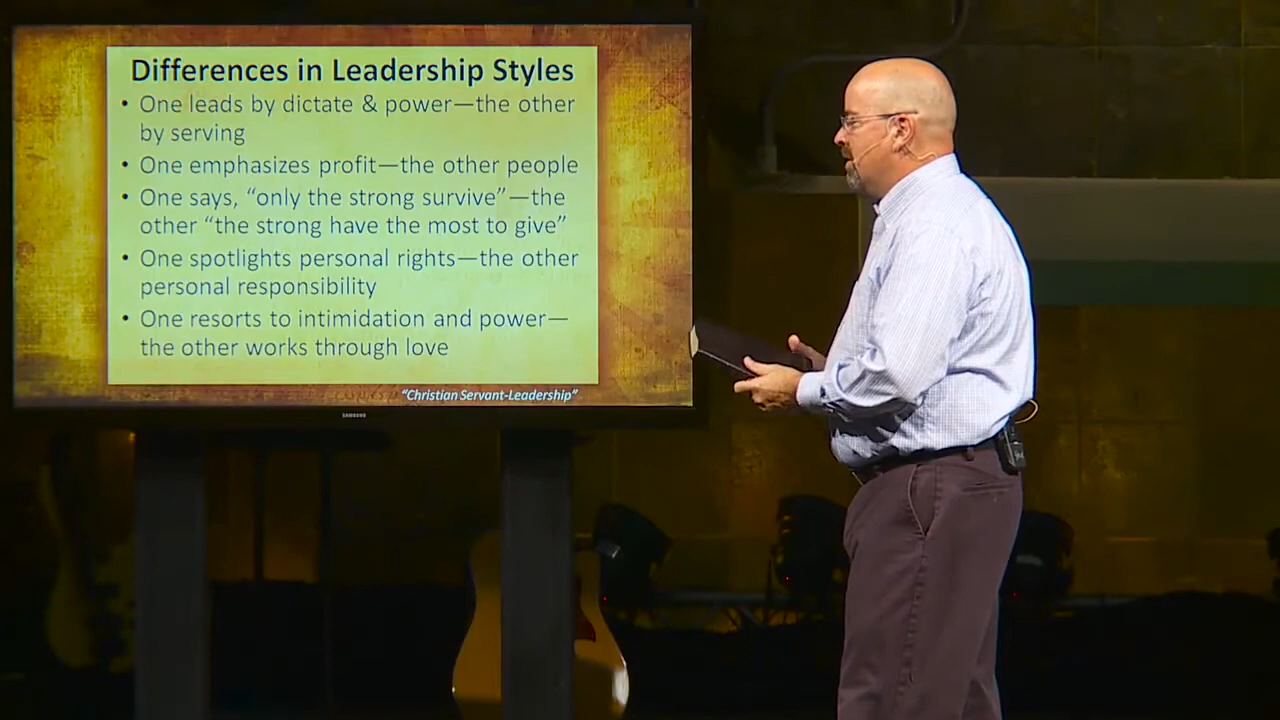 Differences in Leadership Styles
• One leads by dictate & power—the other
by serving
• One emphasizes profit—the other people
• One says, “only the strong survive”—the
other “the strong have the most to give”
• One spotlights personal rights—the other
personal responsibility
• One resorts to intimidation and power—
the other works through love
“Christian Servant-Leadership”
SAMSUNG